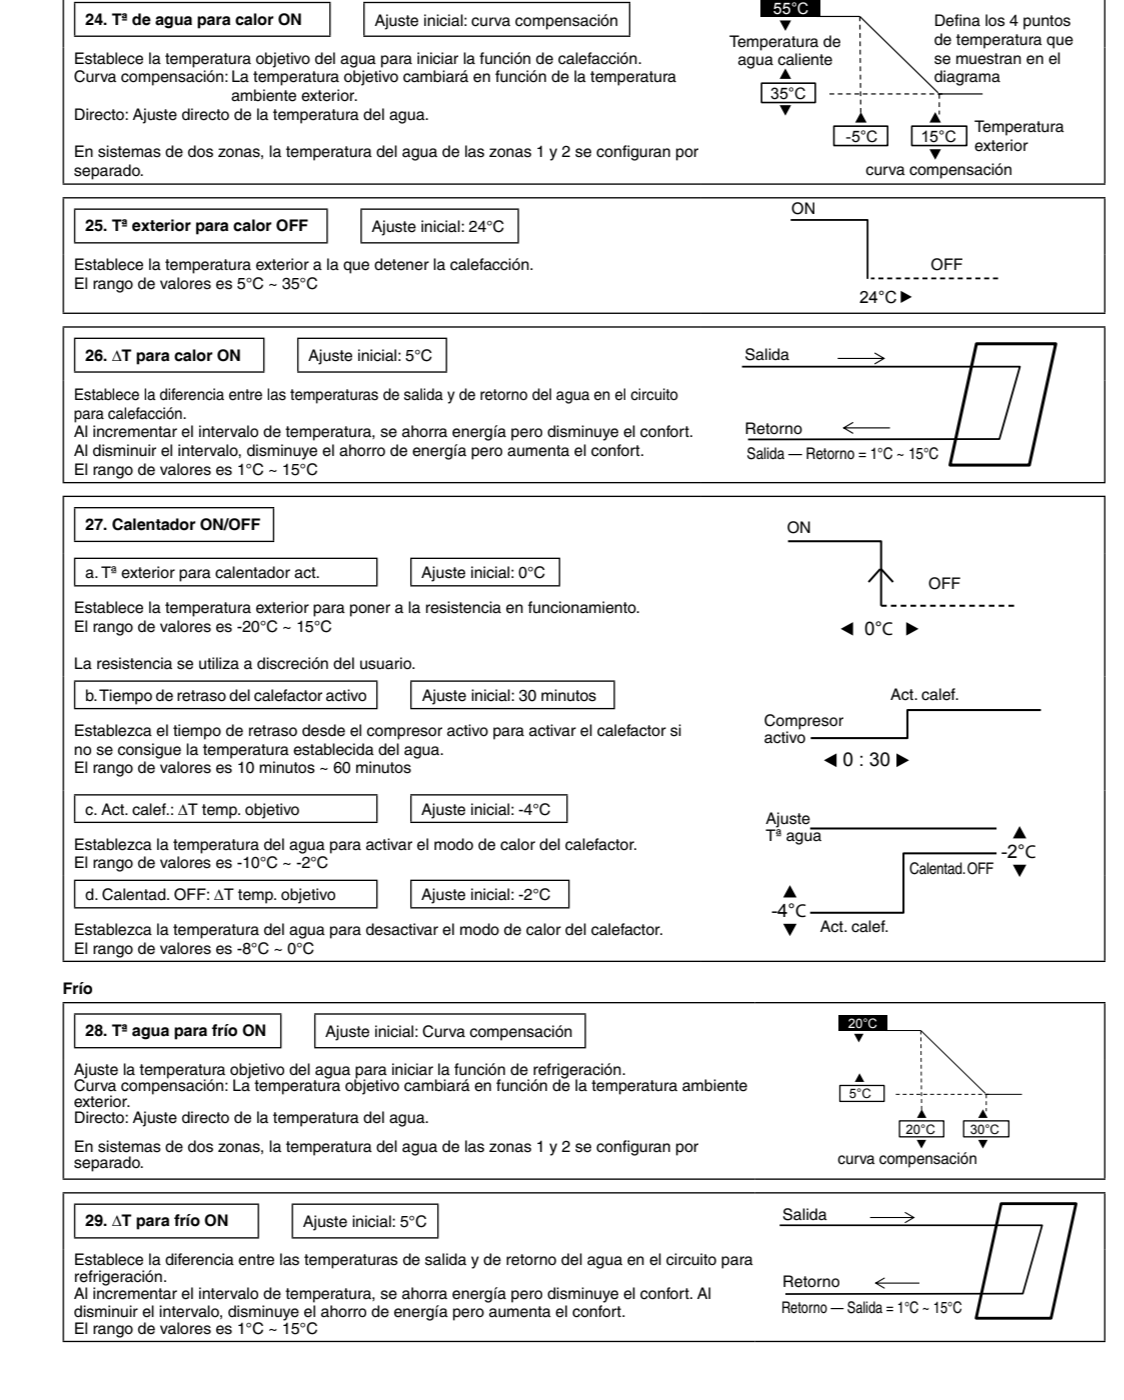 24. Tª de agua para calor ON
Ajuste inicial: curva compensación
Establece la temperatura objetivo del agua para iniciar la función de calefacción.
Curva compensación: La temperatura objetivo cambiará en función de la temperatura
ambiente exterior.
Directo: Ajuste directo de la temperatura del agua.
En sistemas de dos zonas, la temperatura del agua de las zonas 1 y 2 se configuran por
separado.
55°C
Temperatura de
agua caliente
35°C
-5°C
15°C
Temperatura
exterior
curva compensación
Defina los 4 puntos
de temperatura que
se muestran en el
diagrama
25. Tª exterior para calor OFF
Ajuste inicial: 24°C
Establece la temperatura exterior a la que detener la calefacción.
El rango de valores es 5°C ~ 35°C
ON
OFF
24°C ▶
26. ∆T para calor ON
Ajuste inicial: 5°C
Establece la diferencia entre las temperaturas de salida y de retorno del agua en el circuito
para calefacción.
Al incrementar el intervalo de temperatura, se ahorra energía pero disminuye el confort.
Al disminuir el intervalo, disminuye el ahorro de energía pero aumenta el confort.
El rango de valores es 1°C ~ 15°C
Salida
Retorno
Salida — Retorno = 1°C ~ 15°C
27. Calentador ON/OFF
a. Tª exterior para calentador act.
Ajuste inicial: 0°C
Establece la temperatura exterior para poner a la resistencia en funcionamiento.
El rango de valores es -20°C ~ 15°C
La resistencia se utiliza a discreción del usuario.
ON
OFF
◀ 0°C ▶
b. Tiempo de retraso del calefactor activo
Ajuste inicial: 30 minutos
Establezca el tiempo de retraso desde el compresor activo para activar el calefactor si
no se consigue la temperatura establecida del agua.
El rango de valores es 10 minutos ~ 60 minutos
Act. calef.
Compresor
activo
◀ 0 : 30 ▶
c. Act. calef.: ∆T temp. objetivo
Ajuste inicial: -4°C
Establezca la temperatura del agua para activar el modo de calor del calefactor.
El rango de valores es -10°C ~ -2°C
d. Calentad. OFF: ∆T temp. objetivo
Ajuste inicial: -2°C
Establezca la temperatura del agua para desactivar el modo de calor del calefactor.
El rango de valores es -8°C ~ 0°C
Ajuste
Tª agua
-2°C
Calentad. OFF
-4°C
Act. calef.
Frío
28. Tª agua para frío ON
Ajuste inicial: Curva compensación
Ajuste la temperatura objetivo del agua para iniciar la función de refrigeración.
Curva compensación: La temperatura objetivo cambiará en función de la temperatura ambiente
exterior.
Directo: Ajuste directo de la temperatura del agua.
En sistemas de dos zonas, la temperatura del agua de las zonas 1 y 2 se configuran por
separado.
20°C
5°C
20°C
30°C
curva compensación
29. ∆T para frío ON
Ajuste inicial: 5°C
Establece la diferencia entre las temperaturas de salida y de retorno del agua en el circuito para
refrigeración.
Al incrementar el intervalo de temperatura, se ahorra energía pero disminuye el confort. Al
disminuir el intervalo, disminuye el ahorro de energía pero aumenta el confort.
El rango de valores es 1°C ~ 15°C
Salida
Retorno
Retorno — Salida = 1°C ~ 15°C